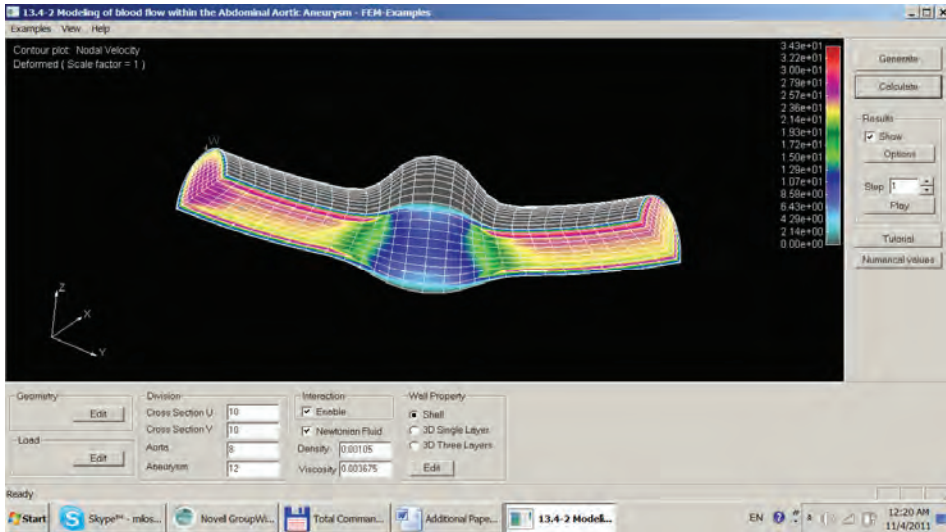 13.4-2 Modeling of blood flow within the Abdominal Aortic Aneurysm - FEM-Examples
Examples View Help
Contour plot: Nodal Velocity
Deformed ( Scale factor = 1 )
3.43e+01
3.22e+01
3.00e+01
2.79e+01
2.57e+01
2.36e+01
2.14e+01
1.93e+01
1.72e+01
1.50e+01
1.29e+01
1.07e+01
8.58e+00
6.43e+00
4.29e+00
2.14e+00
0.00e+00
W
Z
X
Y
Generate
Calculate
Results
Show
Options
Step 1
Play
Tutorial
Numerical values
Geometry
Edit
Load
Edit
Division
Cross Section U 10
Cross Section V 10
Aorta 8
Aneurysm 12
Interaction
Enable
Newtonian Fluid
Density 0.00105
Viscosity 0.003675
Wall Property
Shell
3D Single Layer
3D Three Layers
Edit
Ready
Start
Skype™ - milos...
Novell GroupWi...
Total Comman...
Additional Pape...
13.4-2 Modeli...
EN
12:20 AM
11/4/2011